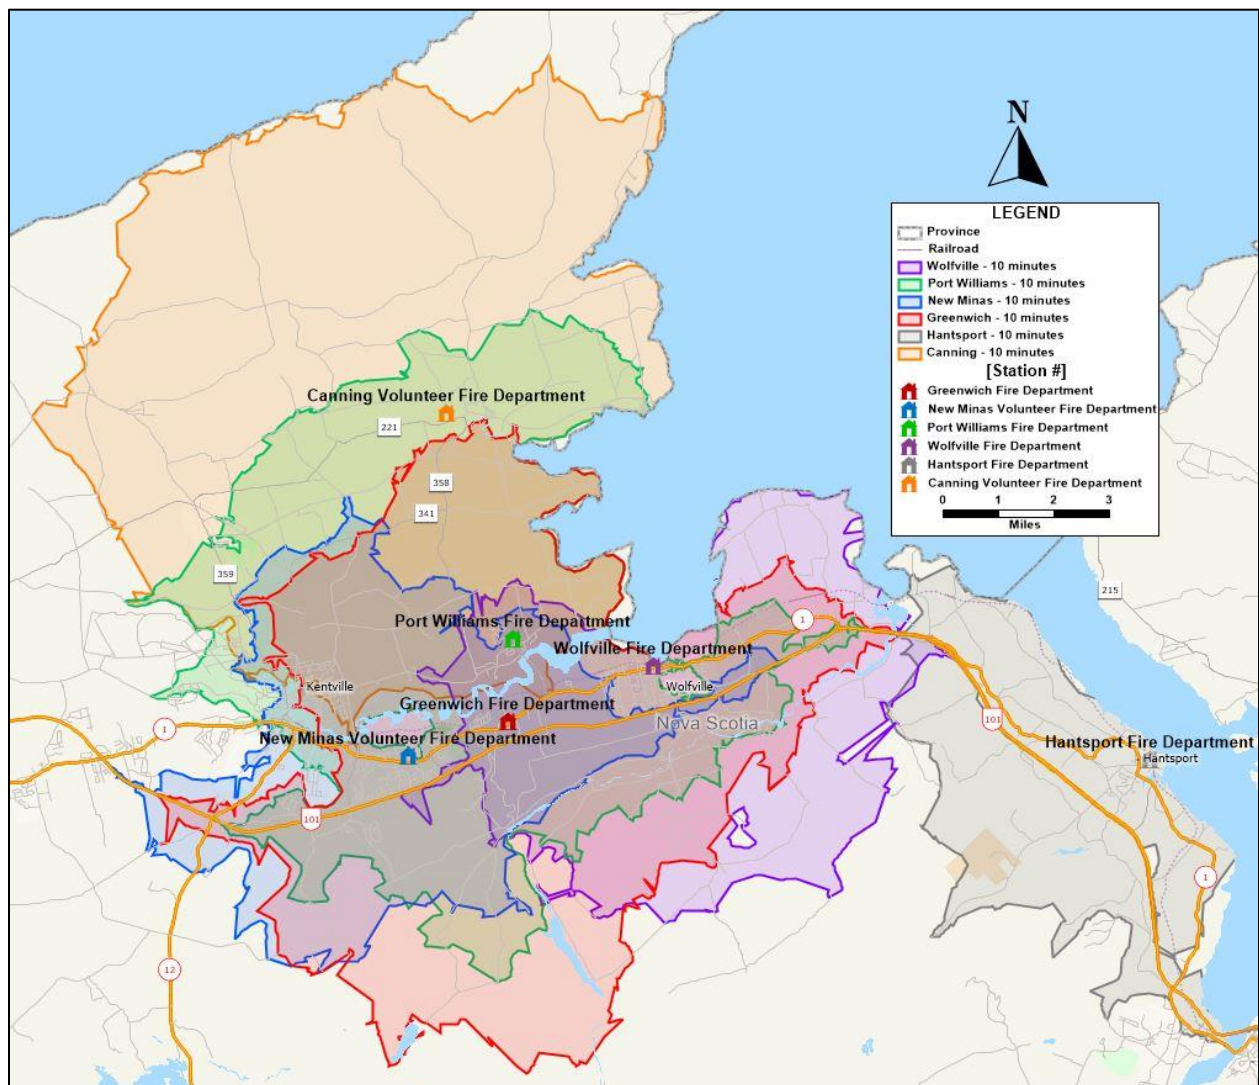 N
LEGEND
Province
Railroad
Wolfville - 10 minutes
Port Williams - 10 minutes
New Minas - 10 minutes
Greenwich - 10 minutes
Hantsport - 10 minutes
Canning - 10 minutes
[Station #]
Greenwich Fire Department
New Minas Volunteer Fire Department
Port Williams Fire Department
Wolfville Fire Department
Hantsport Fire Department
Canning Volunteer Fire Department
0 1 2 3
Miles
Canning Volunteer Fire Department
221
358
341
359
215
Port Williams Fire Department
1
Wolfville Fire Department
Kentville
Wolfville
Greenwich Fire Department
Nova Scotia
101
1
New Minas Volunteer Fire Department
Hantsport Fire Department
Hantsport
101
1
12